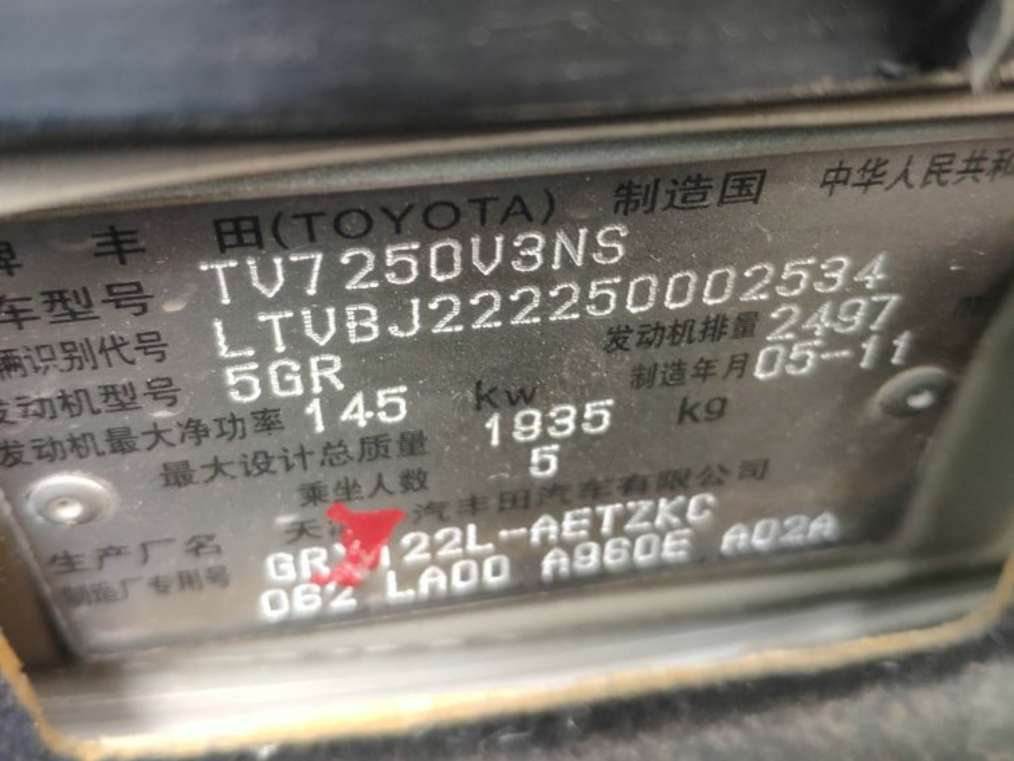 牌 丰 田(TOYOTA) 制造国 中华人民共和
车型号 TV7250V3NS
辆识别代号 LTVBJ222250002534
发动机型号 5GR 发动机排量 2497
发动机最大净功率 145 kw 制造年月 05-11
最大设计总质量 1935 kg
乘坐人数 5
生产厂名 天 汽丰田汽车有限公司
制造厂专用号 GR 122L-AETZKC
062 LA00 A960E A02A